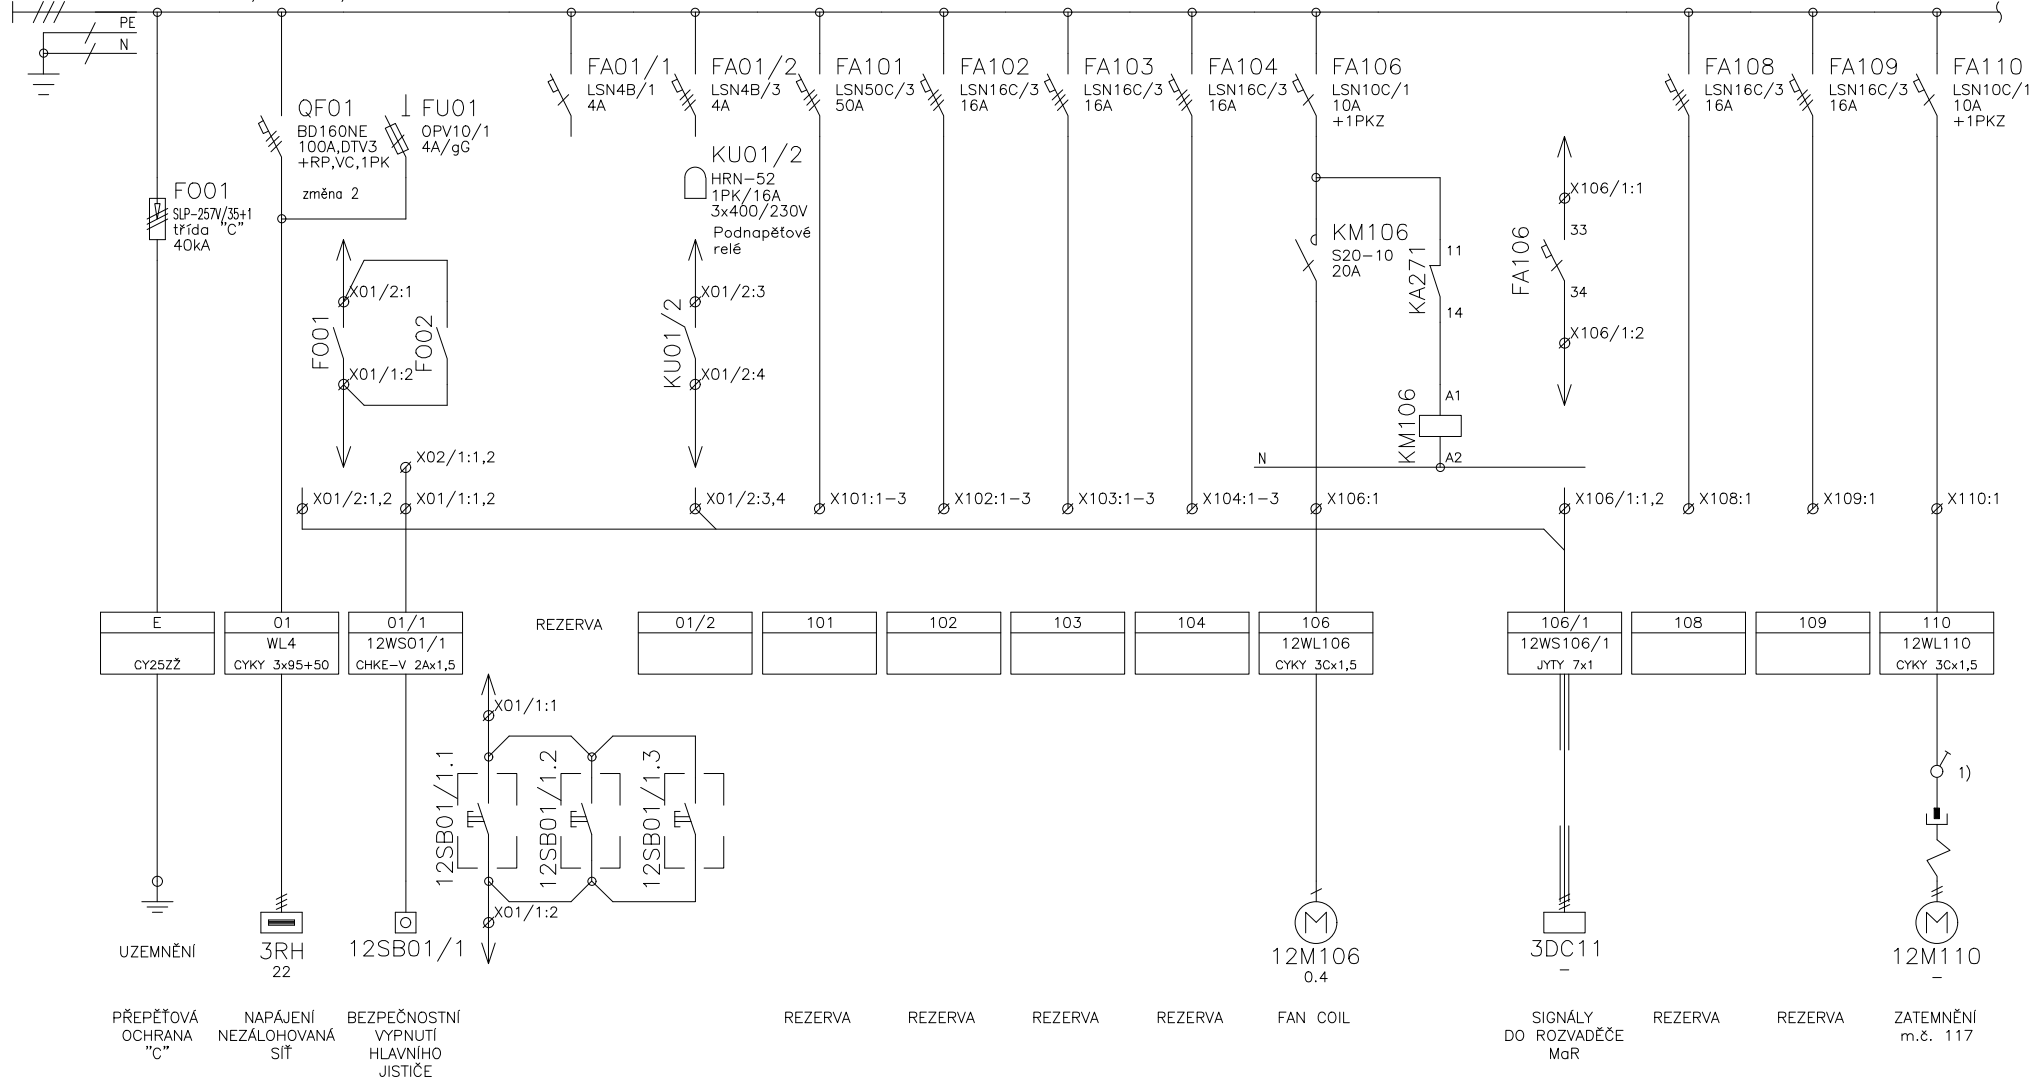 PE
N
FO01
SLP-257V/35+1
třída "C"
40kA
QF01
BD160NE
100A,DTV3
+RP,VC,1PK
změna 2
FU01
OPV10/1
4A/gG
FA01/1
LSN4B/1
4A
FA01/2
LSN4B/3
4A
KU01/2
HRN-52
1PK/16A
3x400/230V
Podnapěťové
relé
FA101
LSN50C/3
50A
FA102
LSN16C/3
16A
FA103
LSN16C/3
16A
FA104
LSN16C/3
16A
FA106
LSN10C/1
10A
+1PKZ
KM106
S20-10
20A
KA271
11
14
KM106
A1
A2
N
FA106
X106/1:1
33
34
X106/1:2
FA108
LSN16C/3
16A
FA109
LSN16C/3
16A
FA110
LSN10C/1
10A
+1PKZ
FO01
X01/2:1
X01/1:2
FO02
KU01/2
X01/2:3
X01/2:4
X02/1:1,2
X01/2:1,2
X01/1:1,2
X01/2:3,4
X101:1-3
X102:1-3
X103:1-3
X104:1-3
X106:1
X106/1:1,2
X108:1
X109:1
X110:1
E
CY25ZŽ
01
WL4
CYKY 3x95+50
01/1
12WS01/1
CHKE-V 2Ax1,5
REZERVA
01/2
101
102
103
104
106
12WL106
CYKY 3Cx1,5
106/1
12WS106/1
JYTY 7x1
108
109
110
12WL110
CYKY 3Cx1,5
X01/1:1
12SB01/1.1
12SB01/1.2
12SB01/1.3
X01/1:2
1)
UZEMNĚNÍ
3RH
22
12SB01/1
12M106
0.4
3DC11
-
12M110
-
PŘEPĚŤOVÁ
OCHRANA
"C"
NAPÁJENÍ
NEZÁLOHOVANÁ
SÍŤ
BEZPEČNOSTNÍ
VYPNUTÍ
HLAVNÍHO
JISTIČE
REZERVA
REZERVA
REZERVA
REZERVA
FAN COIL
SIGNÁLY
DO ROZVADĚČE
MaR
REZERVA
REZERVA
ZATEMNĚNÍ
m.č. 117
M
M